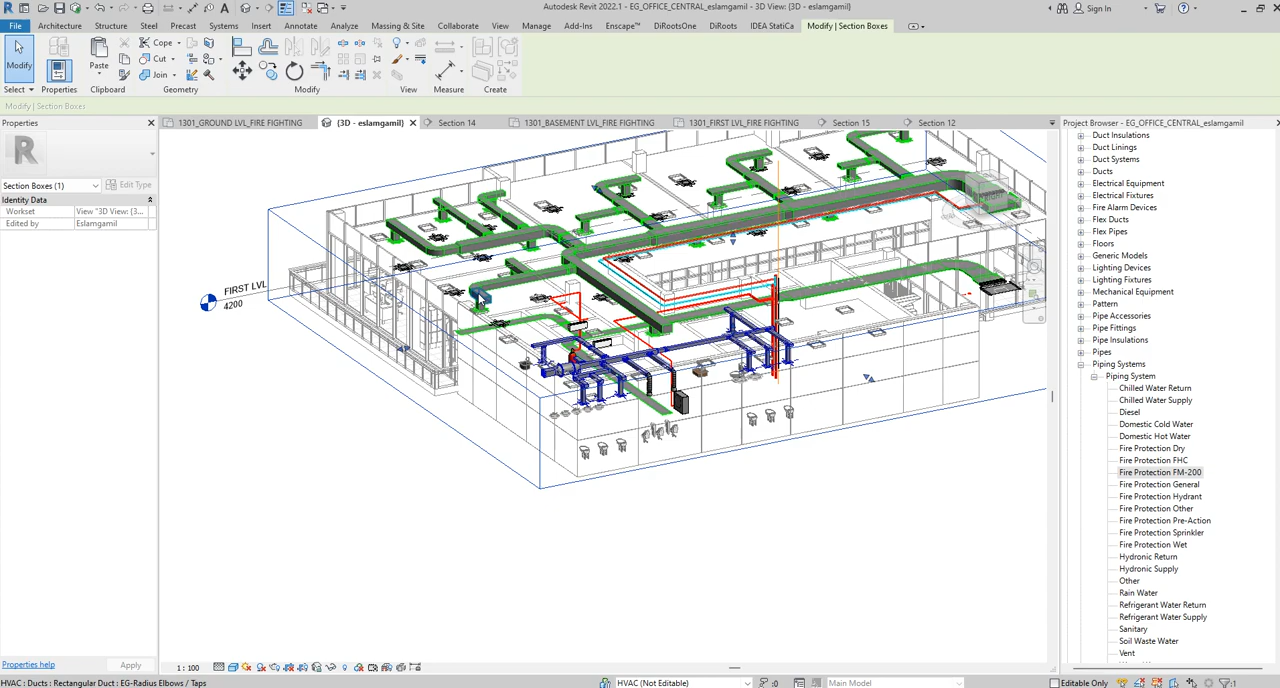 Autodesk Revit 2022.1 - EG_OFFICE_CENTRAL_eslamgamil - 3D View: {3D - eslamgamil}
Sign In
File Architecture Structure Steel Precast Systems Insert Annotate Analyze Massing & Site Collaborate View Manage Add-Ins Enscape™ DiRootsOne DiRoots IDEA StatiCa Modify | Section Boxes
Modify
Paste
Cope
Cut
Join
Select Properties Clipboard Geometry Modify View Measure Create
Modify | Section Boxes
Properties
1301_GROUND LVL_FIRE FIGHTING
{3D - eslamgamil}
Section 14
1301_BASEMENT LVL_FIRE FIGHTING
1301_FIRST LVL_FIRE FIGHTING
Section 15
Section 12
Section Boxes (1)
Edit Type
Identity Data
Workset View "3D View: {3...
Edited by Eslamgamil
Properties help
Apply
FIRST LVL
4200
RIGHT
Project Browser - EG_OFFICE_CENTRAL_eslamgamil
Duct Insulations
Duct Linings
Duct Systems
Ducts
Electrical Equipment
Electrical Fixtures
Fire Alarm Devices
Flex Ducts
Flex Pipes
Floors
Generic Models
Lighting Devices
Lighting Fixtures
Mechanical Equipment
Pattern
Pipe Accessories
Pipe Fittings
Pipe Insulations
Pipes
Piping Systems
Piping System
Chilled Water Return
Chilled Water Supply
Diesel
Domestic Cold Water
Domestic Hot Water
Fire Protection Dry
Fire Protection FHC
Fire Protection FM-200
Fire Protection General
Fire Protection Hydrant
Fire Protection Other
Fire Protection Pre-Action
Fire Protection Sprinkler
Fire Protection Wet
Hydronic Return
Hydronic Supply
Other
Rain Water
Refrigerant Water Return
Refrigerant Water Supply
Sanitary
Soil Waste Water
Vent
1 : 100
HVAC : Ducts : Rectangular Duct : EG-Radius Elbows / Taps
HVAC (Not Editable)
:0
Main Model
Editable Only
:1